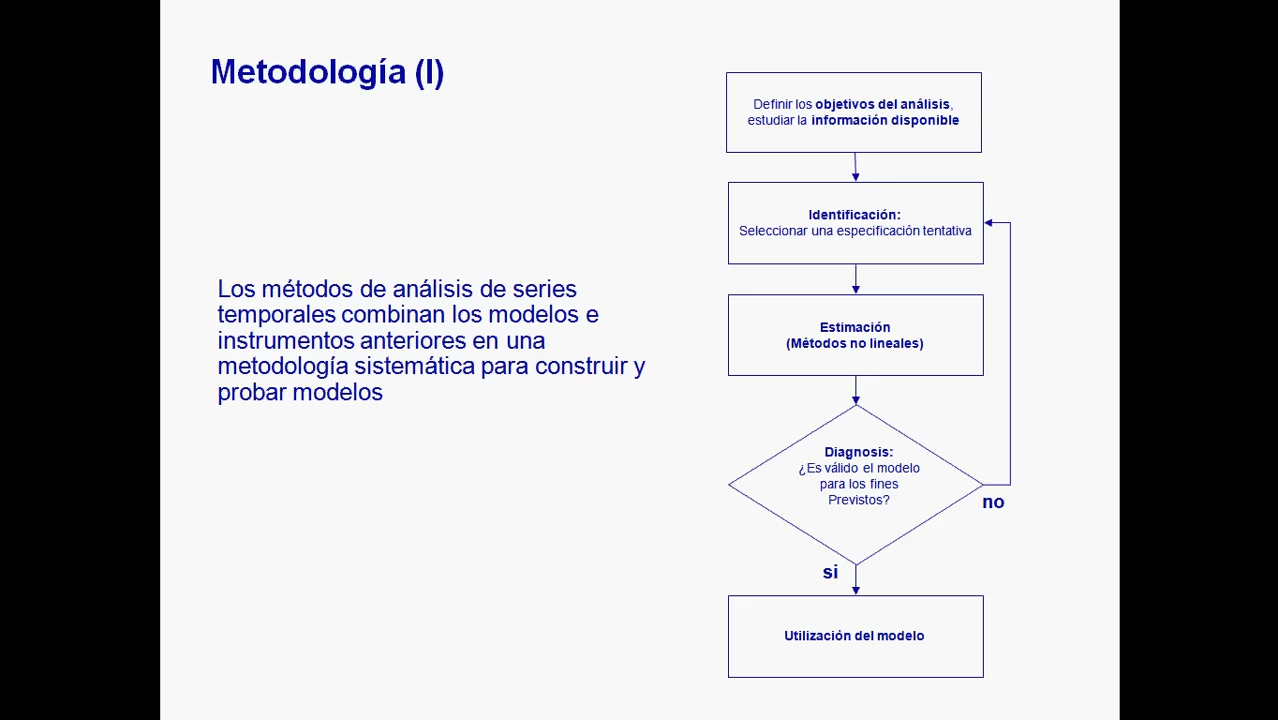 Metodología (I)
Los métodos de análisis de series
temporales combinan los modelos e
instrumentos anteriores en una
metodología sistemática para construir y
probar modelos
Definir los objetivos del análisis,
estudiar la información disponible
Identificación:
Seleccionar una especificación tentativa
Estimación
(Métodos no lineales)
Diagnosis:
¿Es válido el modelo
para los fines
Previstos?
no
si
Utilización del modelo